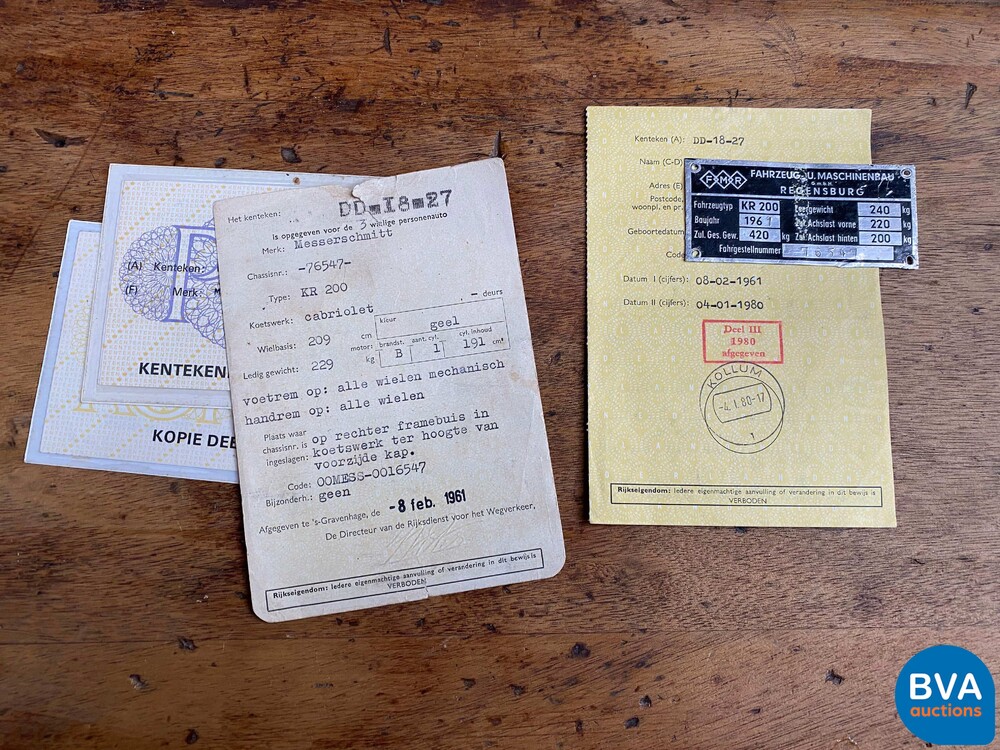 (A) Kenteken:
(F) Merk: M
KENTEKEN
KOPIE DEE
Het kenteken: DD-18-27
is opgegeven voor de 3 wielige personenauto
Merk: Messerschmitt
Chassisnr.: -76547-
Type: KR 200
Koetswerk: cabriolet - deurs
Wielbasis: 209 cm
Ledig gewicht: 229 kg
kleur geel
motor: brandst. B aant. cyl. 1 cyl. inhoud 191 cm³
voetrem op: alle wielen mechanisch
handrem op: alle wielen
Plaats waar chassisnr. is ingeslagen: op rechter framebuis in
koetswerk ter hoogte van
voorzijde kap.
Code: 00MESS-0016547
Bijzonderh.: geen
Afgegeven te 's-Gravenhage, de -8 feb. 1961
De Directeur van de Rijksdienst voor het Wegverkeer,
Rijkseigendom: Iedere eigenmachtige aanvulling of verandering in dit bewijs is
VERBODEN
Kenteken (A): DD-18-27
Naam (C-D)
Adres (E)
Postcode,
woonpl. en pr.
Geboortedatum
Code
Datum I (cijfers): 08-02-1961
Datum II (cijfers): 04-01-1980
Deel III
1980
afgegeven
KOLLUM
-4.1.80-17
1
Rijkseigendom: Iedere eigenmachtige aanvulling of verandering in dit bewijs is
VERBODEN
FMR FAHRZEUG- U. MASCHINENBAU
G.m.b.H.
REGENSBURG
Fahrzeugtyp KR 200 Leergewicht 240 kg
Baujahr 1961 Zul. Achslast vorne 220 kg
Zul. Ges. Gew. 420 kg Zul. Achslast hinten 200 kg
Fahrgestellnummer
BVA
auctions